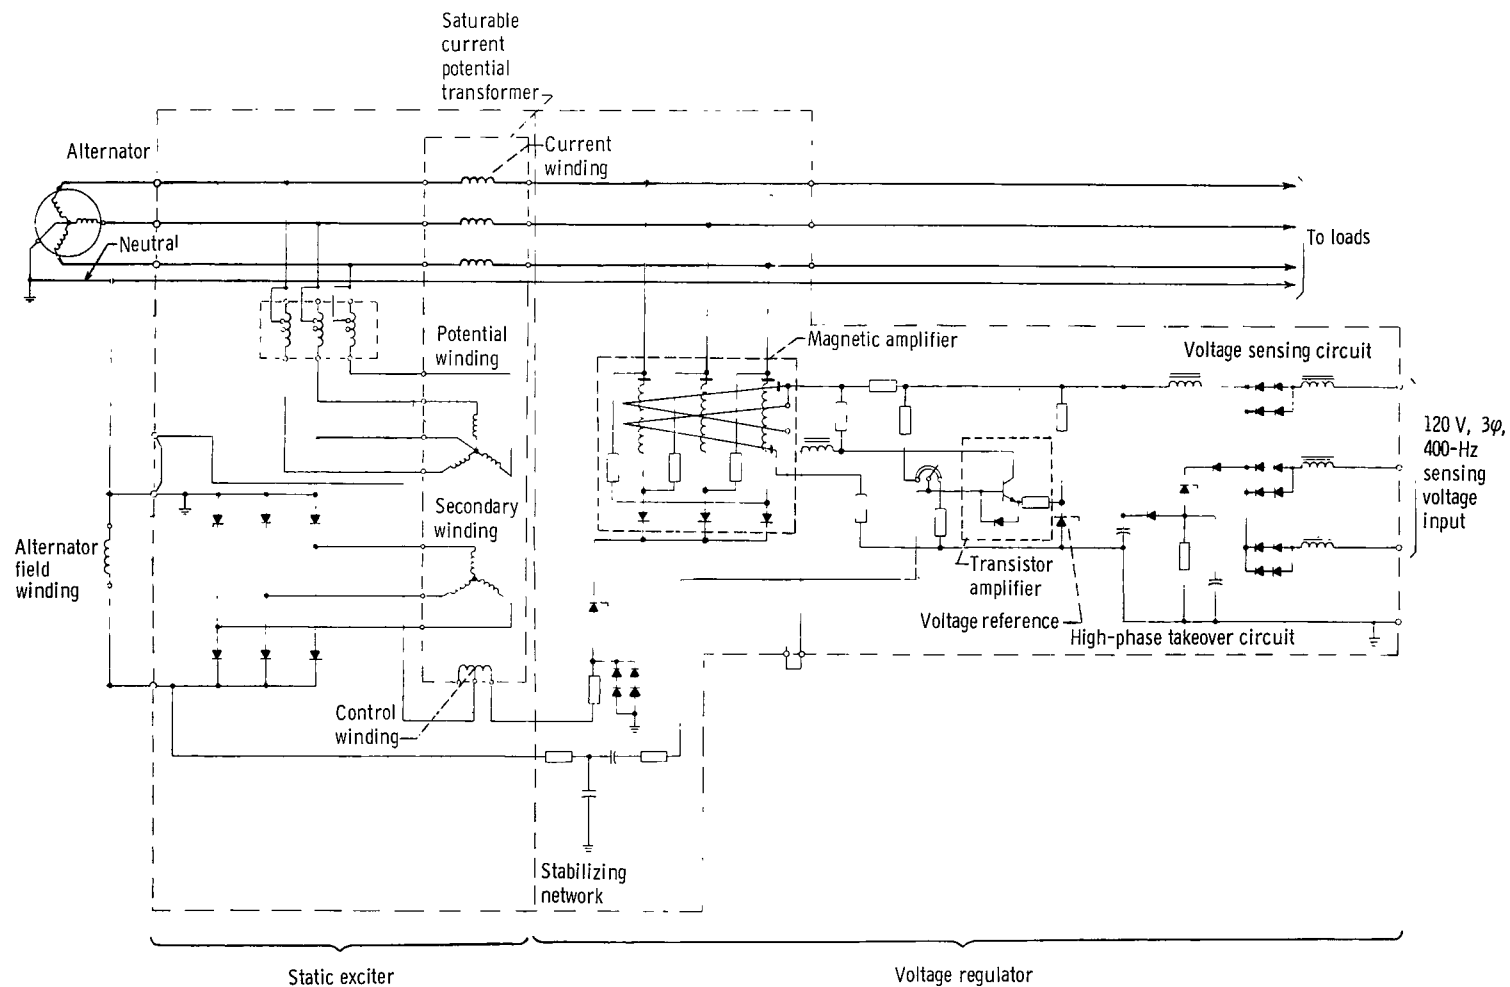 Saturable
current
potential
transformer
Alternator
Current
winding
Neutral
To loads
Potential
winding
Magnetic amplifier
Voltage sensing circuit
120 V, 3φ,
400-Hz
sensing
voltage
input
Secondary
winding
Alternator
field
winding
Transistor
amplifier
Voltage reference
High-phase takeover circuit
Control
winding
Stabilizing
network
Static exciter
Voltage regulator